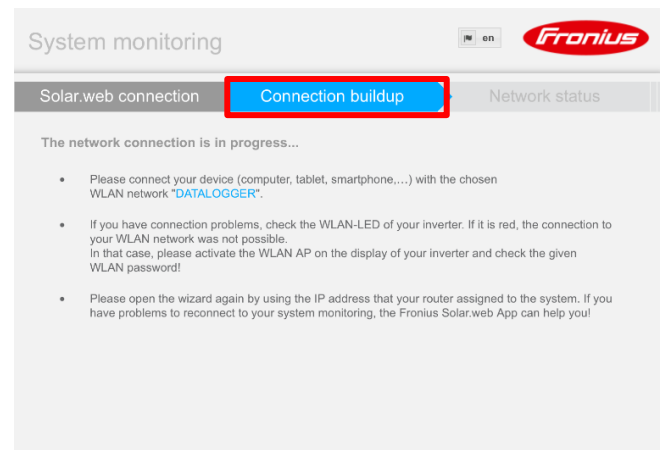 System monitoring
en
Fronius
Solar.web connection
Connection buildup
Network status
The network connection is in progress...
• Please connect your device (computer, tablet, smartphone,...) with the chosen
WLAN network "DATALOGGER".
• If you have connection problems, check the WLAN-LED of your inverter. If it is red, the connection to
your WLAN network was not possible.
In that case, please activate the WLAN AP on the display of your inverter and check the given
WLAN password!
• Please open the wizard again by using the IP address that your router assigned to the system. If you
have problems to reconnect to your system monitoring, the Fronius Solar.web App can help you!